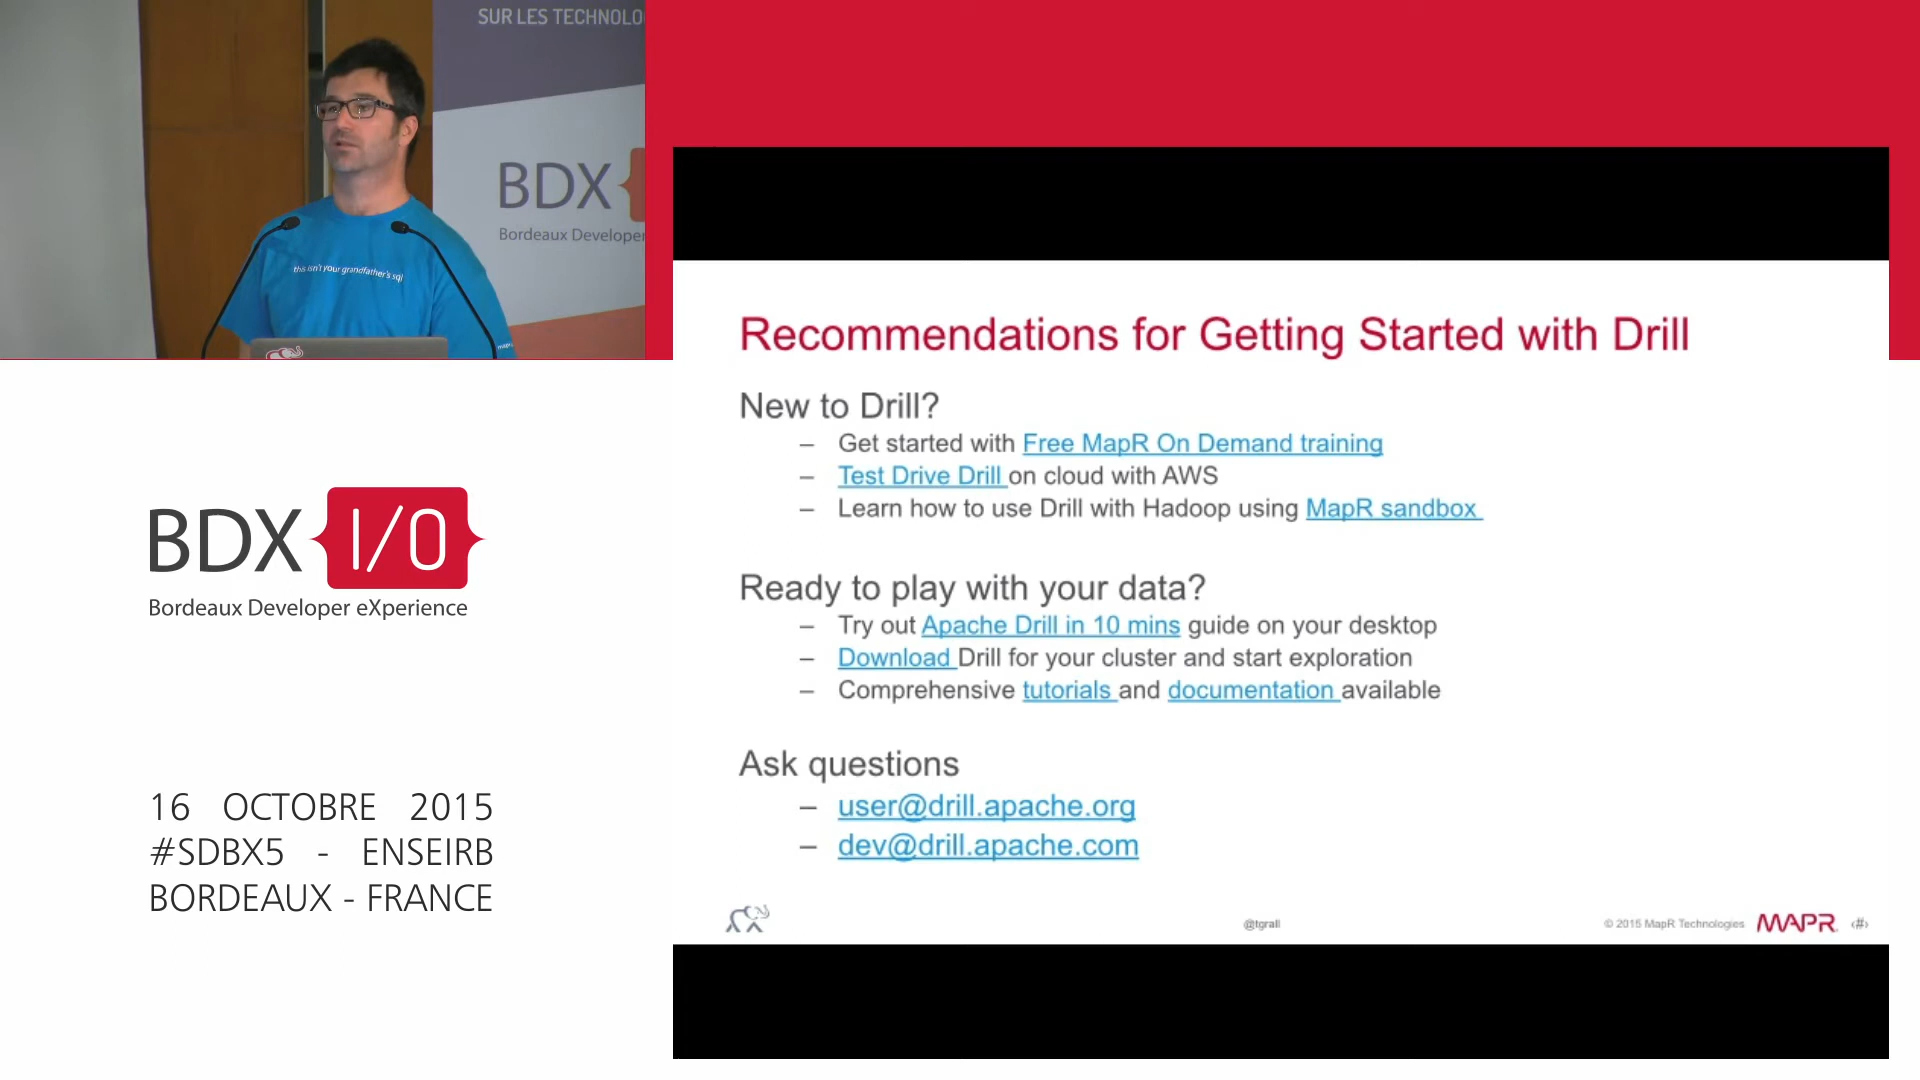 SUR LES TECHNOLO
BDX
Bordeaux Developer
this isn't your grandfather's sql
BDX I/O
Bordeaux Developer eXperience
16 OCTOBRE 2015
#SDBX5 - ENSEIRB
BORDEAUX - FRANCE
Recommendations for Getting Started with Drill
New to Drill?
– Get started with Free MapR On Demand training
– Test Drive Drill on cloud with AWS
– Learn how to use Drill with Hadoop using MapR sandbox
Ready to play with your data?
– Try out Apache Drill in 10 mins guide on your desktop
– Download Drill for your cluster and start exploration
– Comprehensive tutorials and documentation available
Ask questions
– user@drill.apache.org
– dev@drill.apache.com
@tgrall
© 2015 MapR Technologies MAPR ‹#›